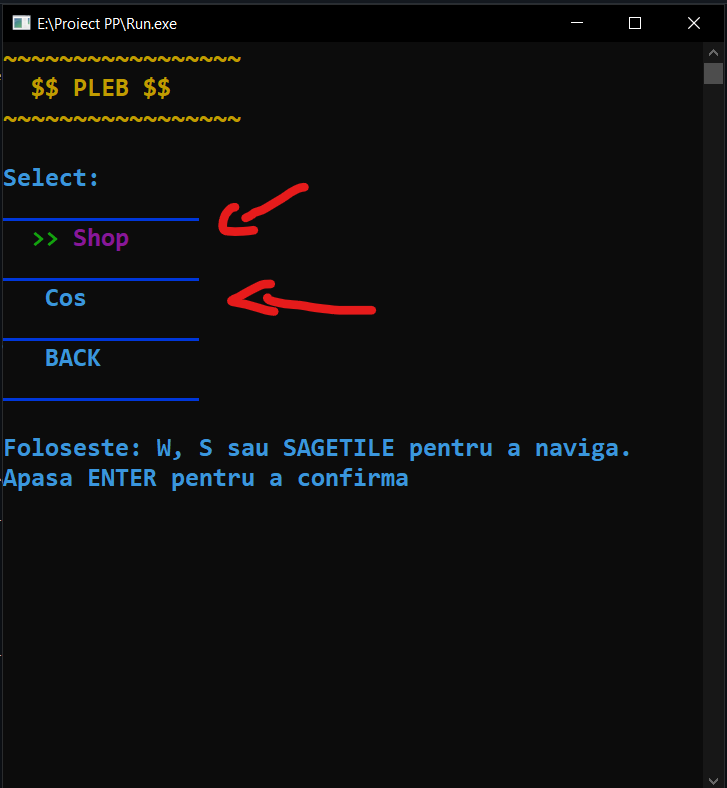 E:\Proiect PP\Run.exe
~~~~~~~~~~~~~~~~~
$$ PLEB $$
~~~~~~~~~~~~~~~~~
Select:
>> Shop
Cos
BACK
Foloseste: W, S sau SAGETILE pentru a naviga.
Apasa ENTER pentru a confirma